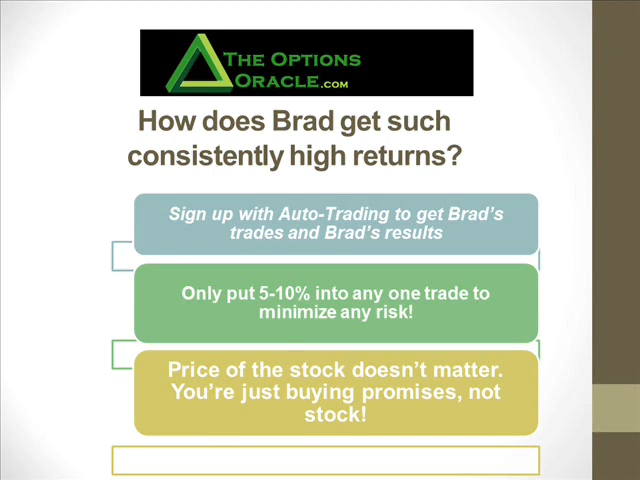 THE OPTIONS
ORACLE.COM
How does Brad get such
consistently high returns?
Sign up with Auto-Trading to get Brad's
trades and Brad's results
Only put 5-10% into any one trade to
minimize any risk!
Price of the stock doesn't matter.
You're just buying promises, not
stock!